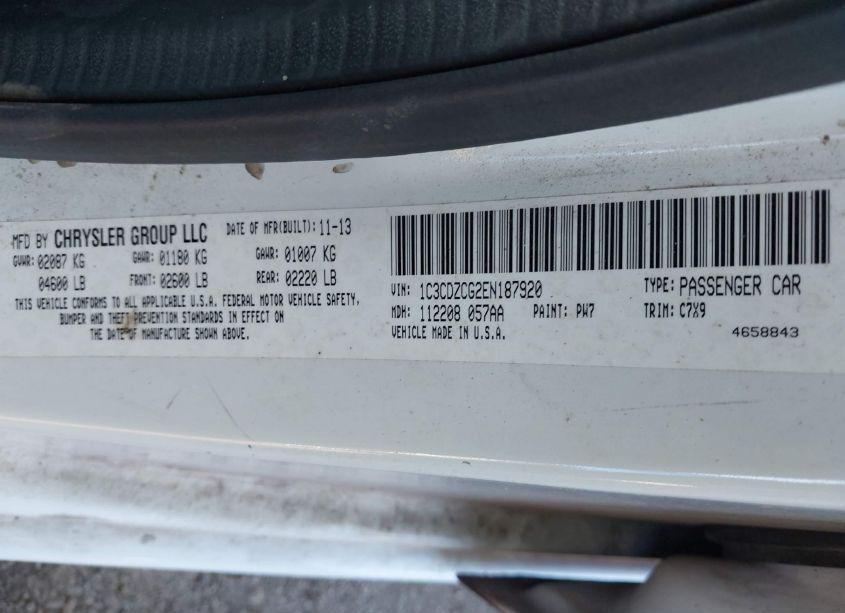 MFD BY CHRYSLER GROUP LLC DATE OF MFR(BUILT): 11-13
GVWR: 02087 KG GAWR: 01180 KG GAWR: 01007 KG
04600 LB FRONT: 02600 LB REAR: 02220 LB
THIS VEHICLE CONFORMS TO ALL APPLICABLE U.S.A. FEDERAL MOTOR VEHICLE SAFETY,
BUMPER AND THEFT PREVENTION STANDARDS IN EFFECT ON
THE DATE OF MANUFACTURE SHOWN ABOVE.
VIN: 1C3CDZCG2EN187920 TYPE: PASSENGER CAR
MDH: 112208 057AA PAINT: PW7 TRIM: C7X9
VEHICLE MADE IN U.S.A. 4658843